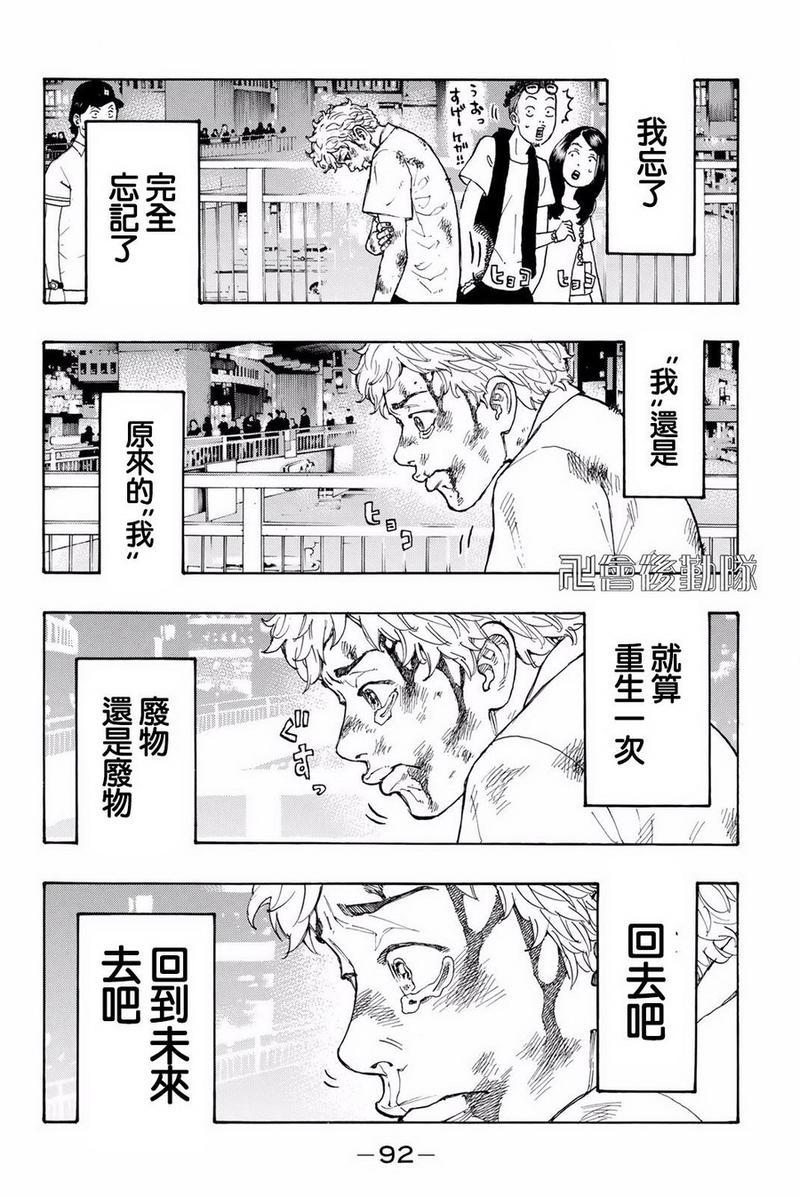 我忘了
うおっ
すげーケガ!!
ヒョコ
ヒョコ
完全
忘記了
“我”還是
ヒョコ
原來的“我”
卍會後勤隊
就算
重生一次
ぐすっ
廢物
還是廢物
回去吧
回到未來
去吧
－92－